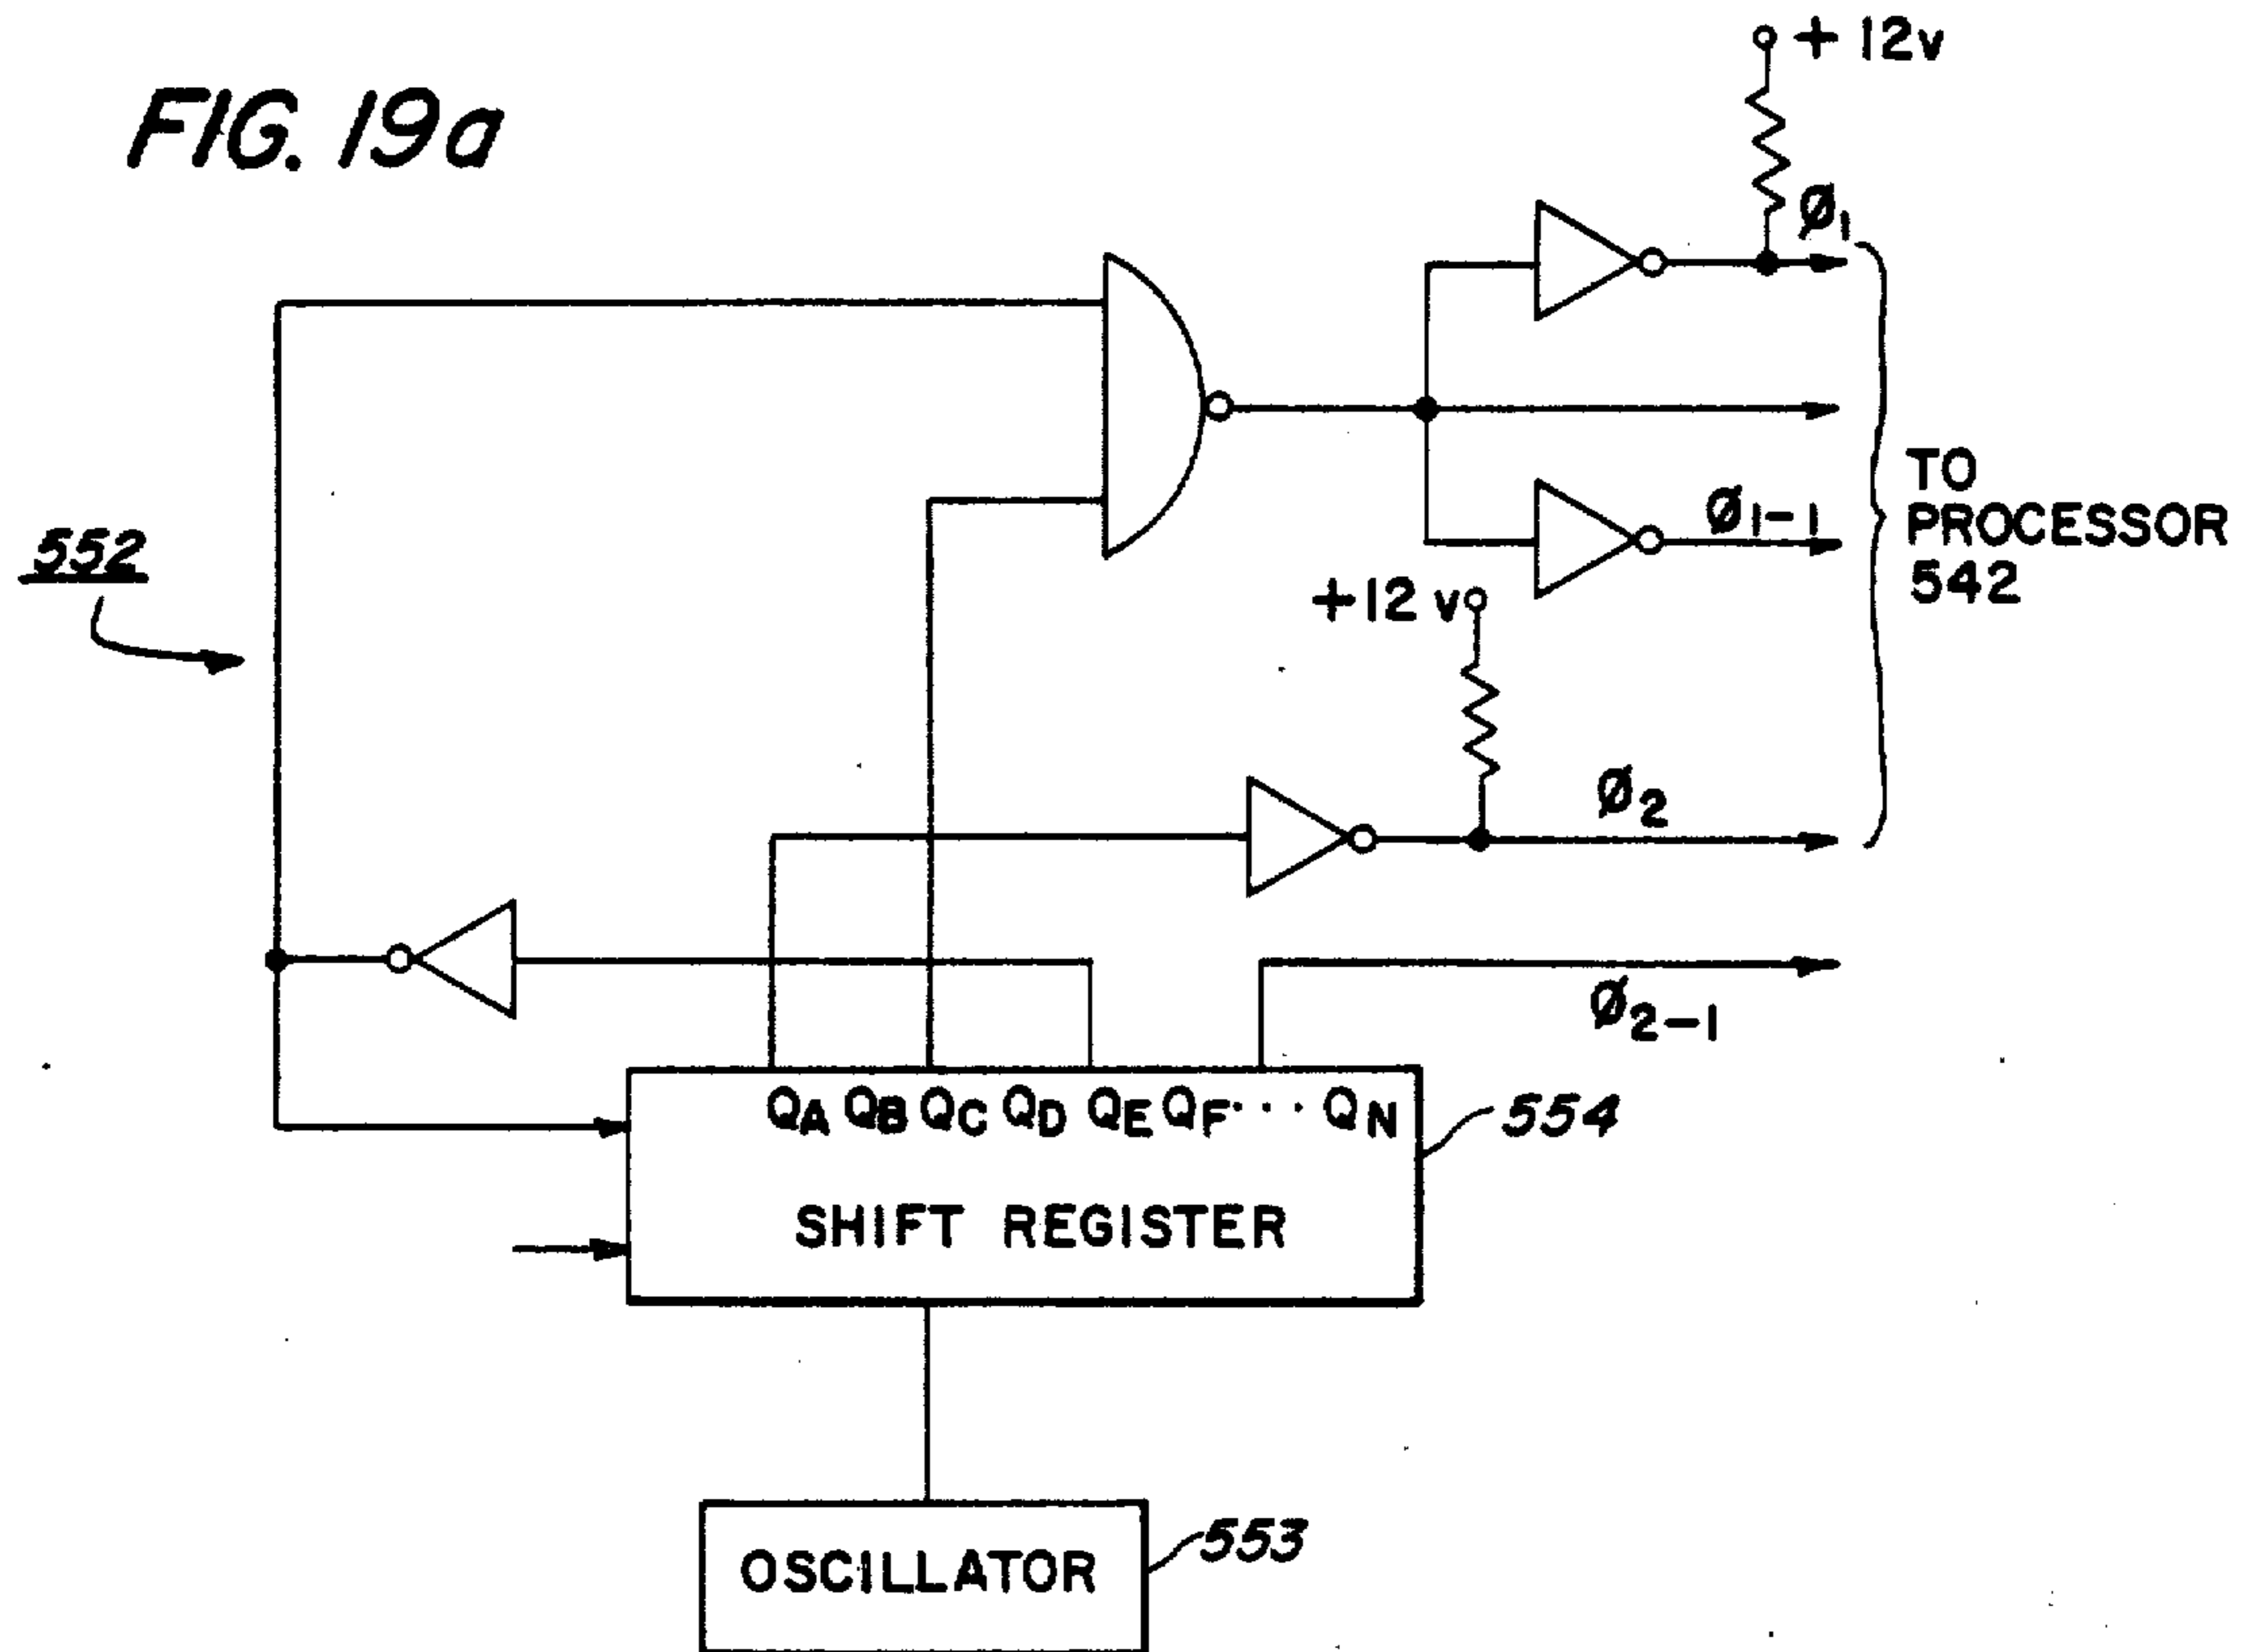 FIG. 19a
+12v
Ø1
TO
PROCESSOR
542
Ø1-1
552
+12 v
Ø2
Ø2-1
QA QB QC QD QE QF... QN
554
SHIFT REGISTER
553
OSCILLATOR